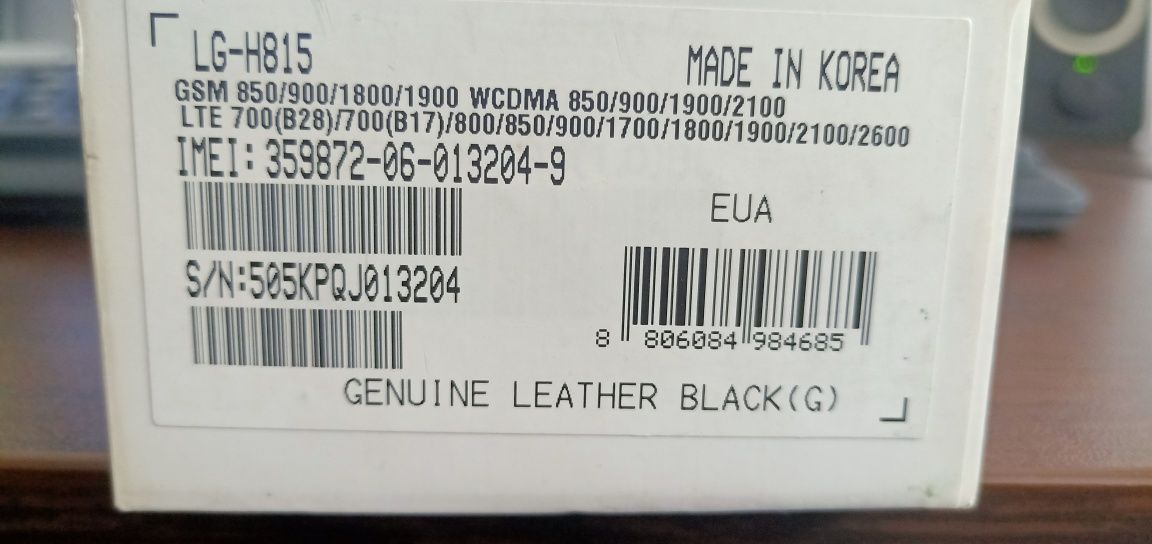 LG-H815
MADE IN KOREA
GSM 850/900/1800/1900 WCDMA 850/900/1900/2100
LTE 700(B28)/700(B17)/800/850/900/1700/1800/1900/2100/2600
IMEI: 359872-06-013204-9
EUA
S/N:505KPQJ013204
8 806084 984685
GENUINE LEATHER BLACK(G)